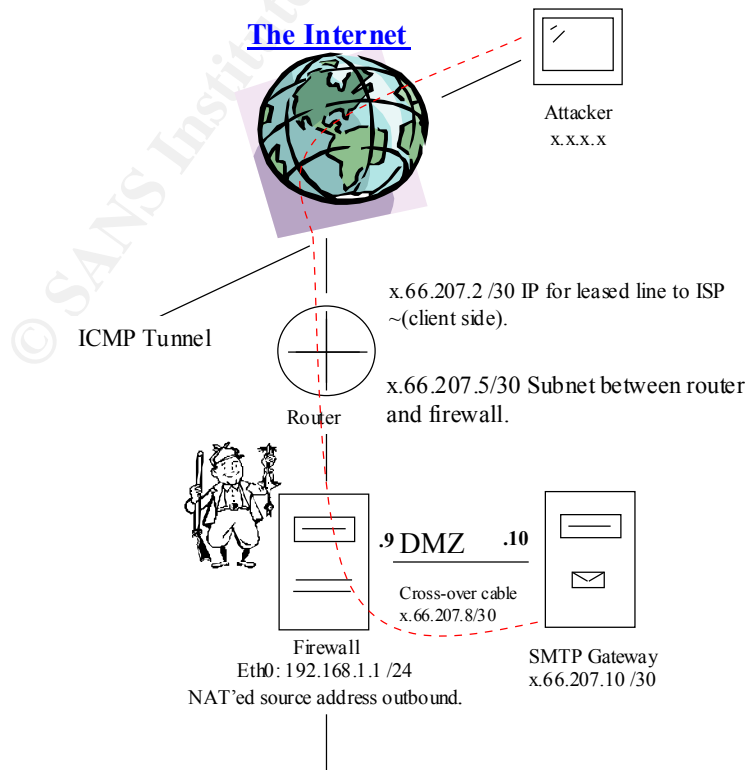 © SANS Institute
The Internet
Attacker
x.x.x.x
x.66.207.2 /30 IP for leased line to ISP
~(client side).
ICMP Tunnel
x.66.207.5/30 Subnet between router
and firewall.
Router
.9 DMZ .10
Cross-over cable
x.66.207.8/30
Firewall
Eth0: 192.168.1.1 /24
NAT'ed source address outbound.
SMTP Gateway
x.66.207.10 /30